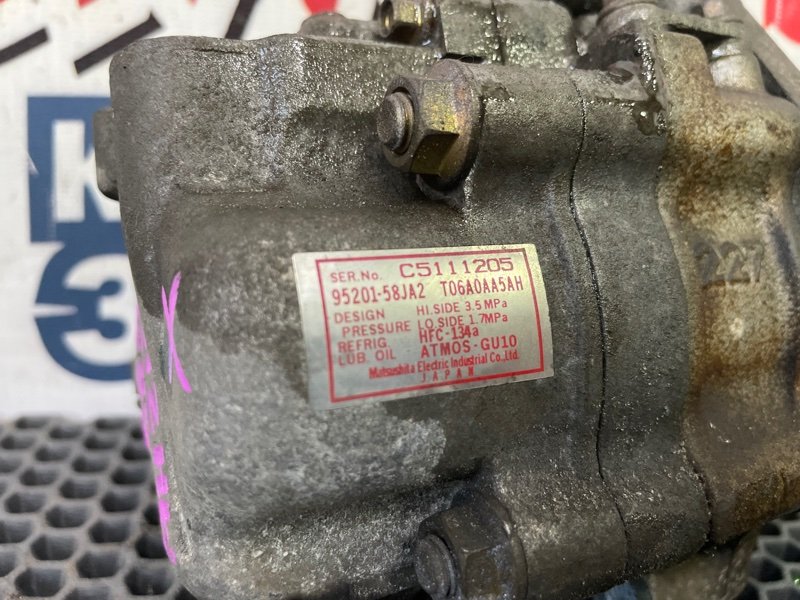 SER.No. C5111205
95201-58JA2 T06A0AA5AH
DESIGN HI.SIDE 3.5MPa
PRESSURE LO SIDE 1.7MPa
REFRIG HFC-134a
LUB. OIL ATMOS-GU10
Matsushita Electric Industrial Co.,Ltd.
JAPAN
227
X